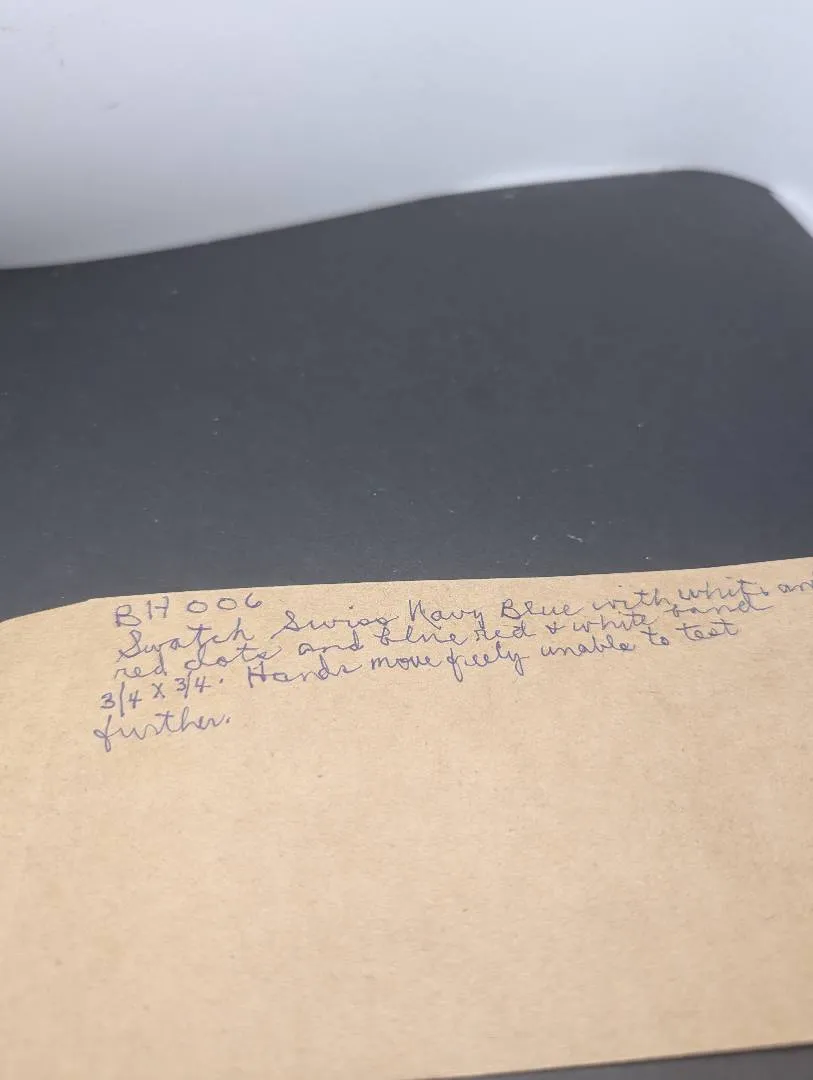 BH 006
Swatch Swiss Navy Blue with white an
red dots and blue red & white band
3/4 X 3/4. Hands move freely unable to test
further.